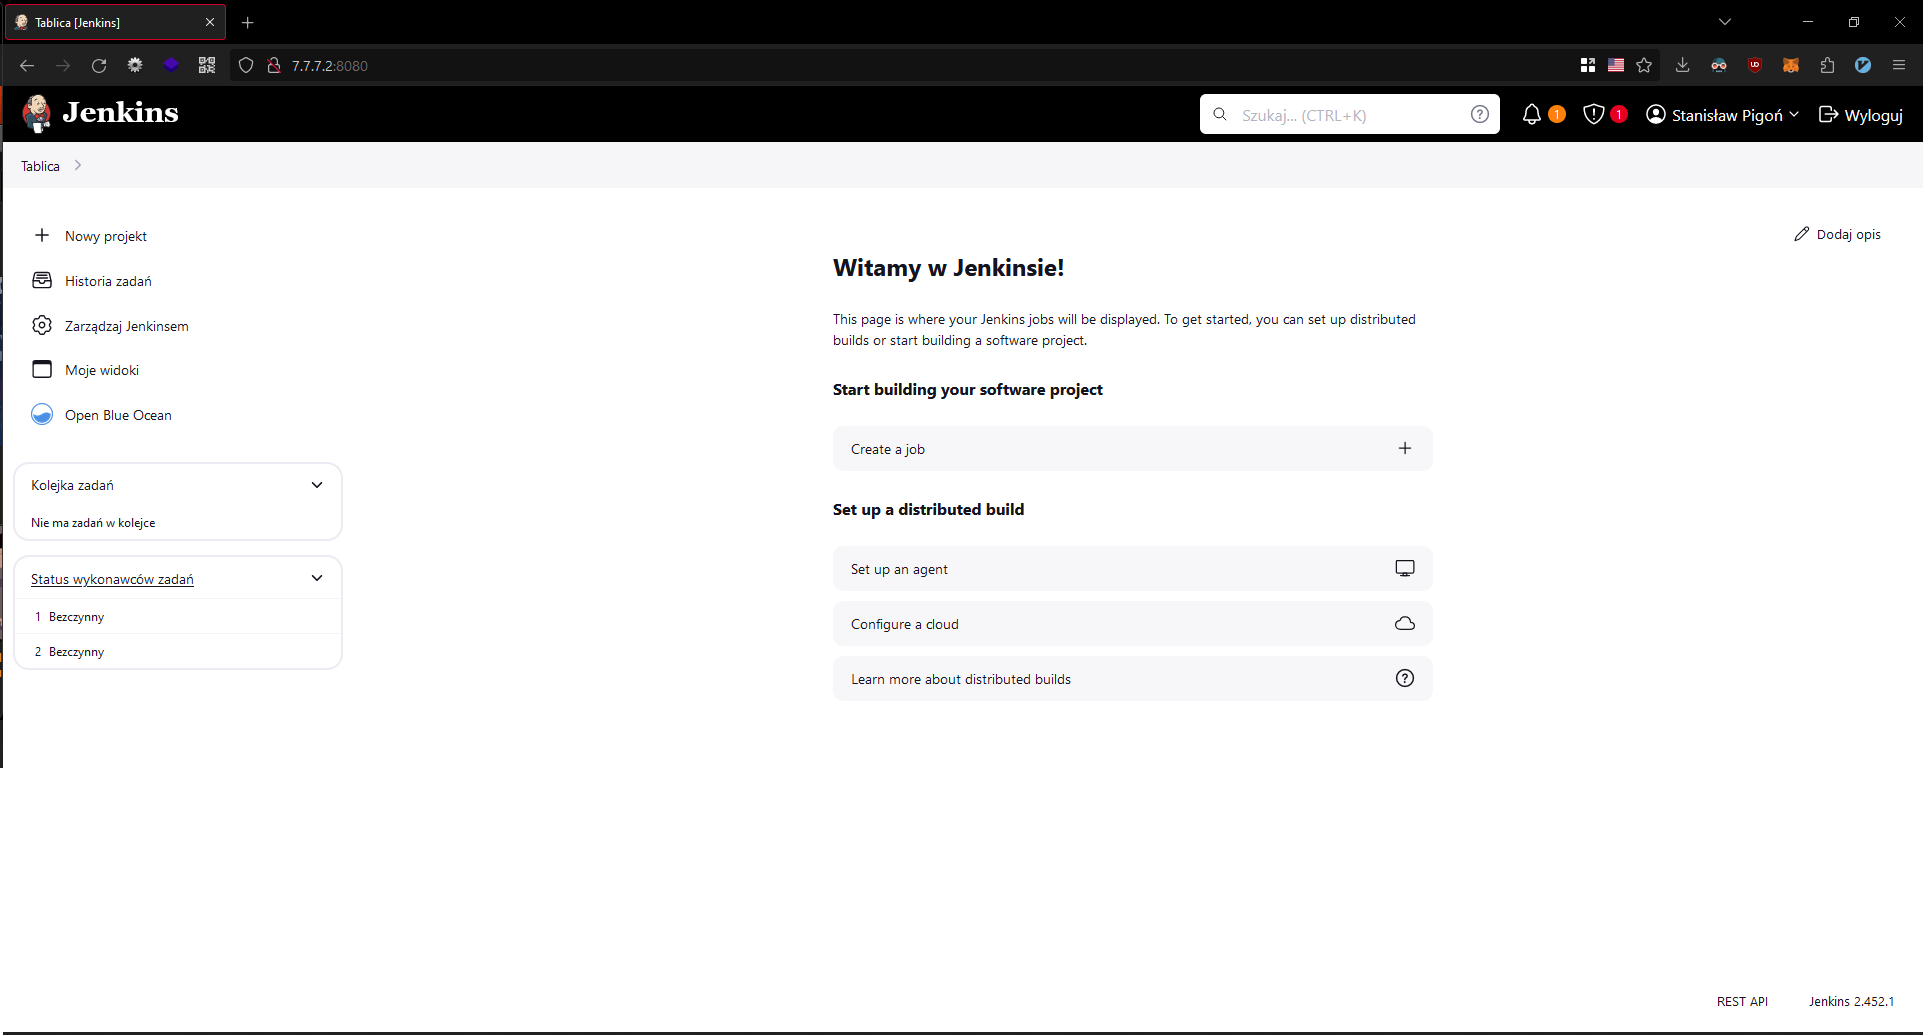 Tablica [Jenkins]
7.7.7.2:8080
Jenkins
Szukaj... (CTRL+K)
1
1
Stanisław Pigoń
Wyloguj
Tablica
Nowy projekt
Historia zadań
Zarządzaj Jenkinsem
Moje widoki
Open Blue Ocean
Kolejka zadań
Nie ma zadań w kolejce
Status wykonawców zadań
1 Bezczynny
2 Bezczynny
Dodaj opis
Witamy w Jenkinsie!
This page is where your Jenkins jobs will be displayed. To get started, you can set up distributed
builds or start building a software project.
Start building your software project
Create a job
Set up a distributed build
Set up an agent
Configure a cloud
Learn more about distributed builds
REST API
Jenkins 2.452.1